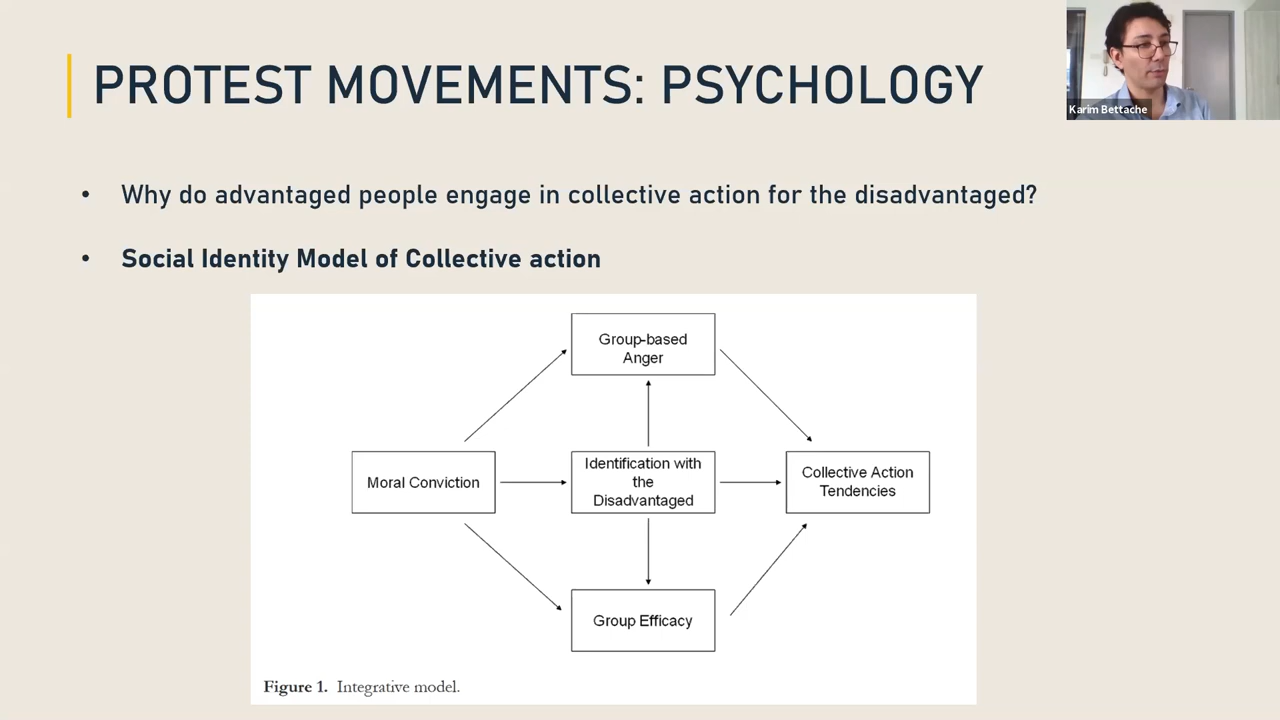 PROTEST MOVEMENTS: PSYCHOLOGY
Karim Bettache
• Why do advantaged people engage in collective action for the disadvantaged?
• Social Identity Model of Collective action
Group-based
Anger
Moral Conviction
Identification with
the
Disadvantaged
Collective Action
Tendencies
Group Efficacy
Figure 1. Integrative model.